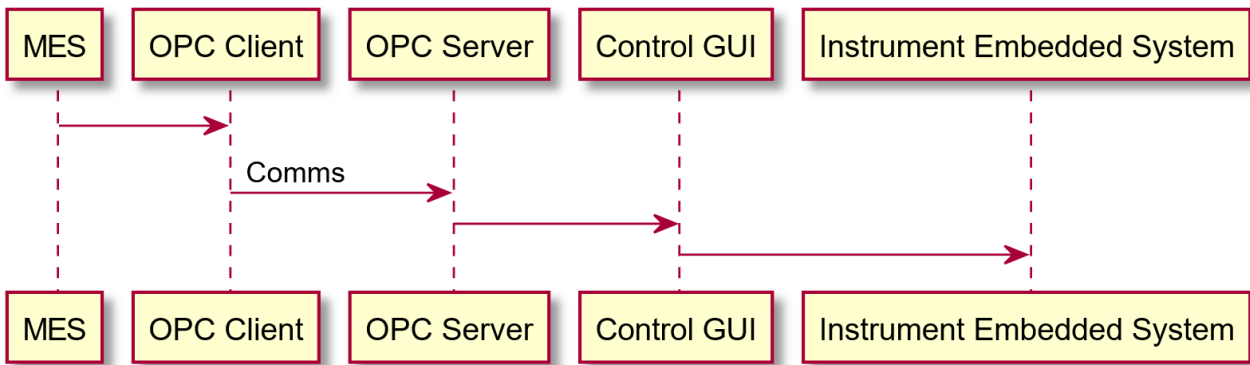 MES
OPC Client
OPC Server
Control GUI
Instrument Embedded System
Comms
MES
OPC Client
OPC Server
Control GUI
Instrument Embedded System